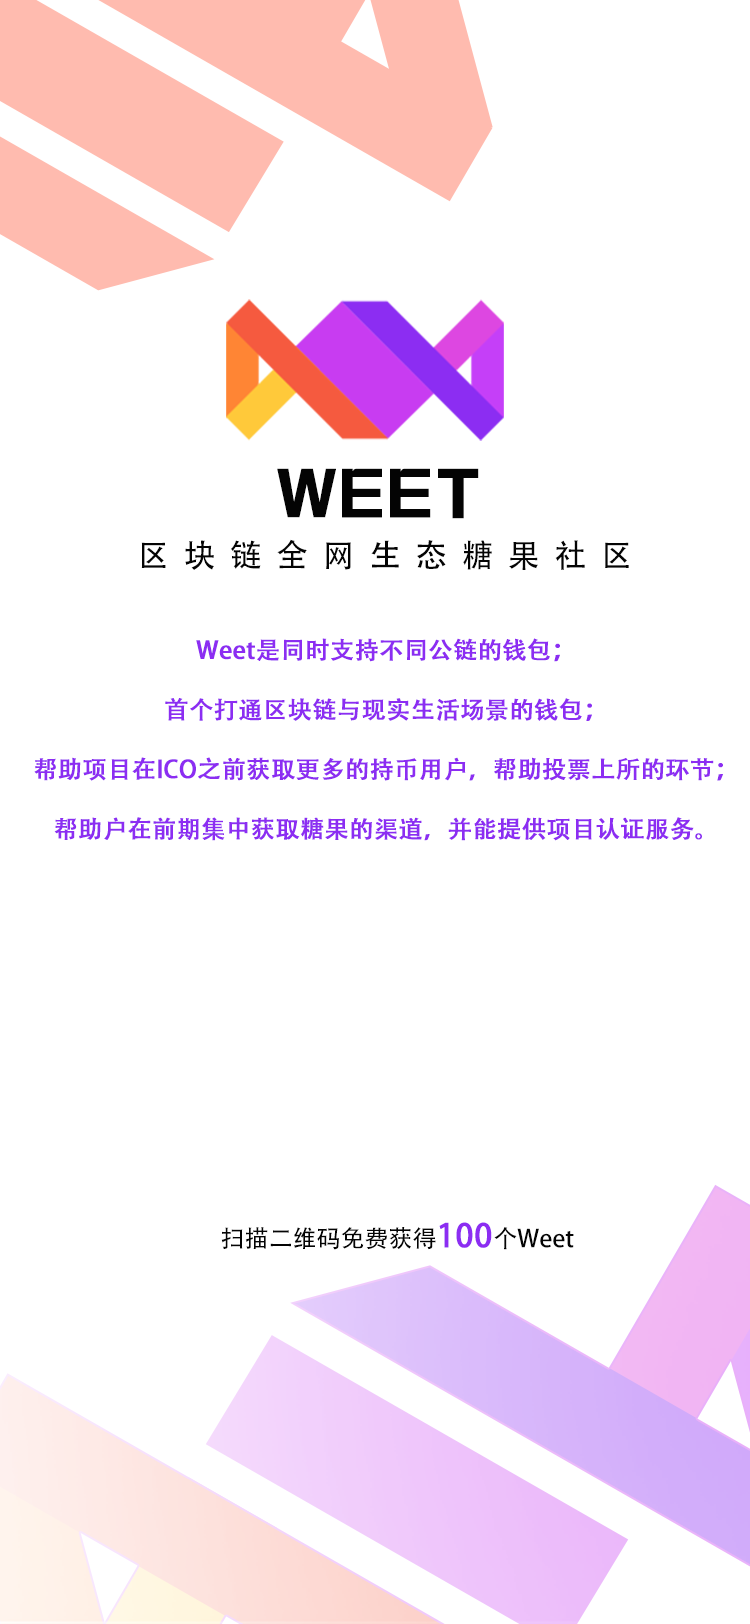 WEET
区块链全网生态糖果社区
Weet是同时支持不同公链的钱包；
首个打通区块链与现实生活场景的钱包；
帮助项目在ICO之前获取更多的持币用户，帮助投票上所的环节；
帮助户在前期集中获取糖果的渠道，并能提供项目认证服务。
扫描二维码免费获得100个Weet